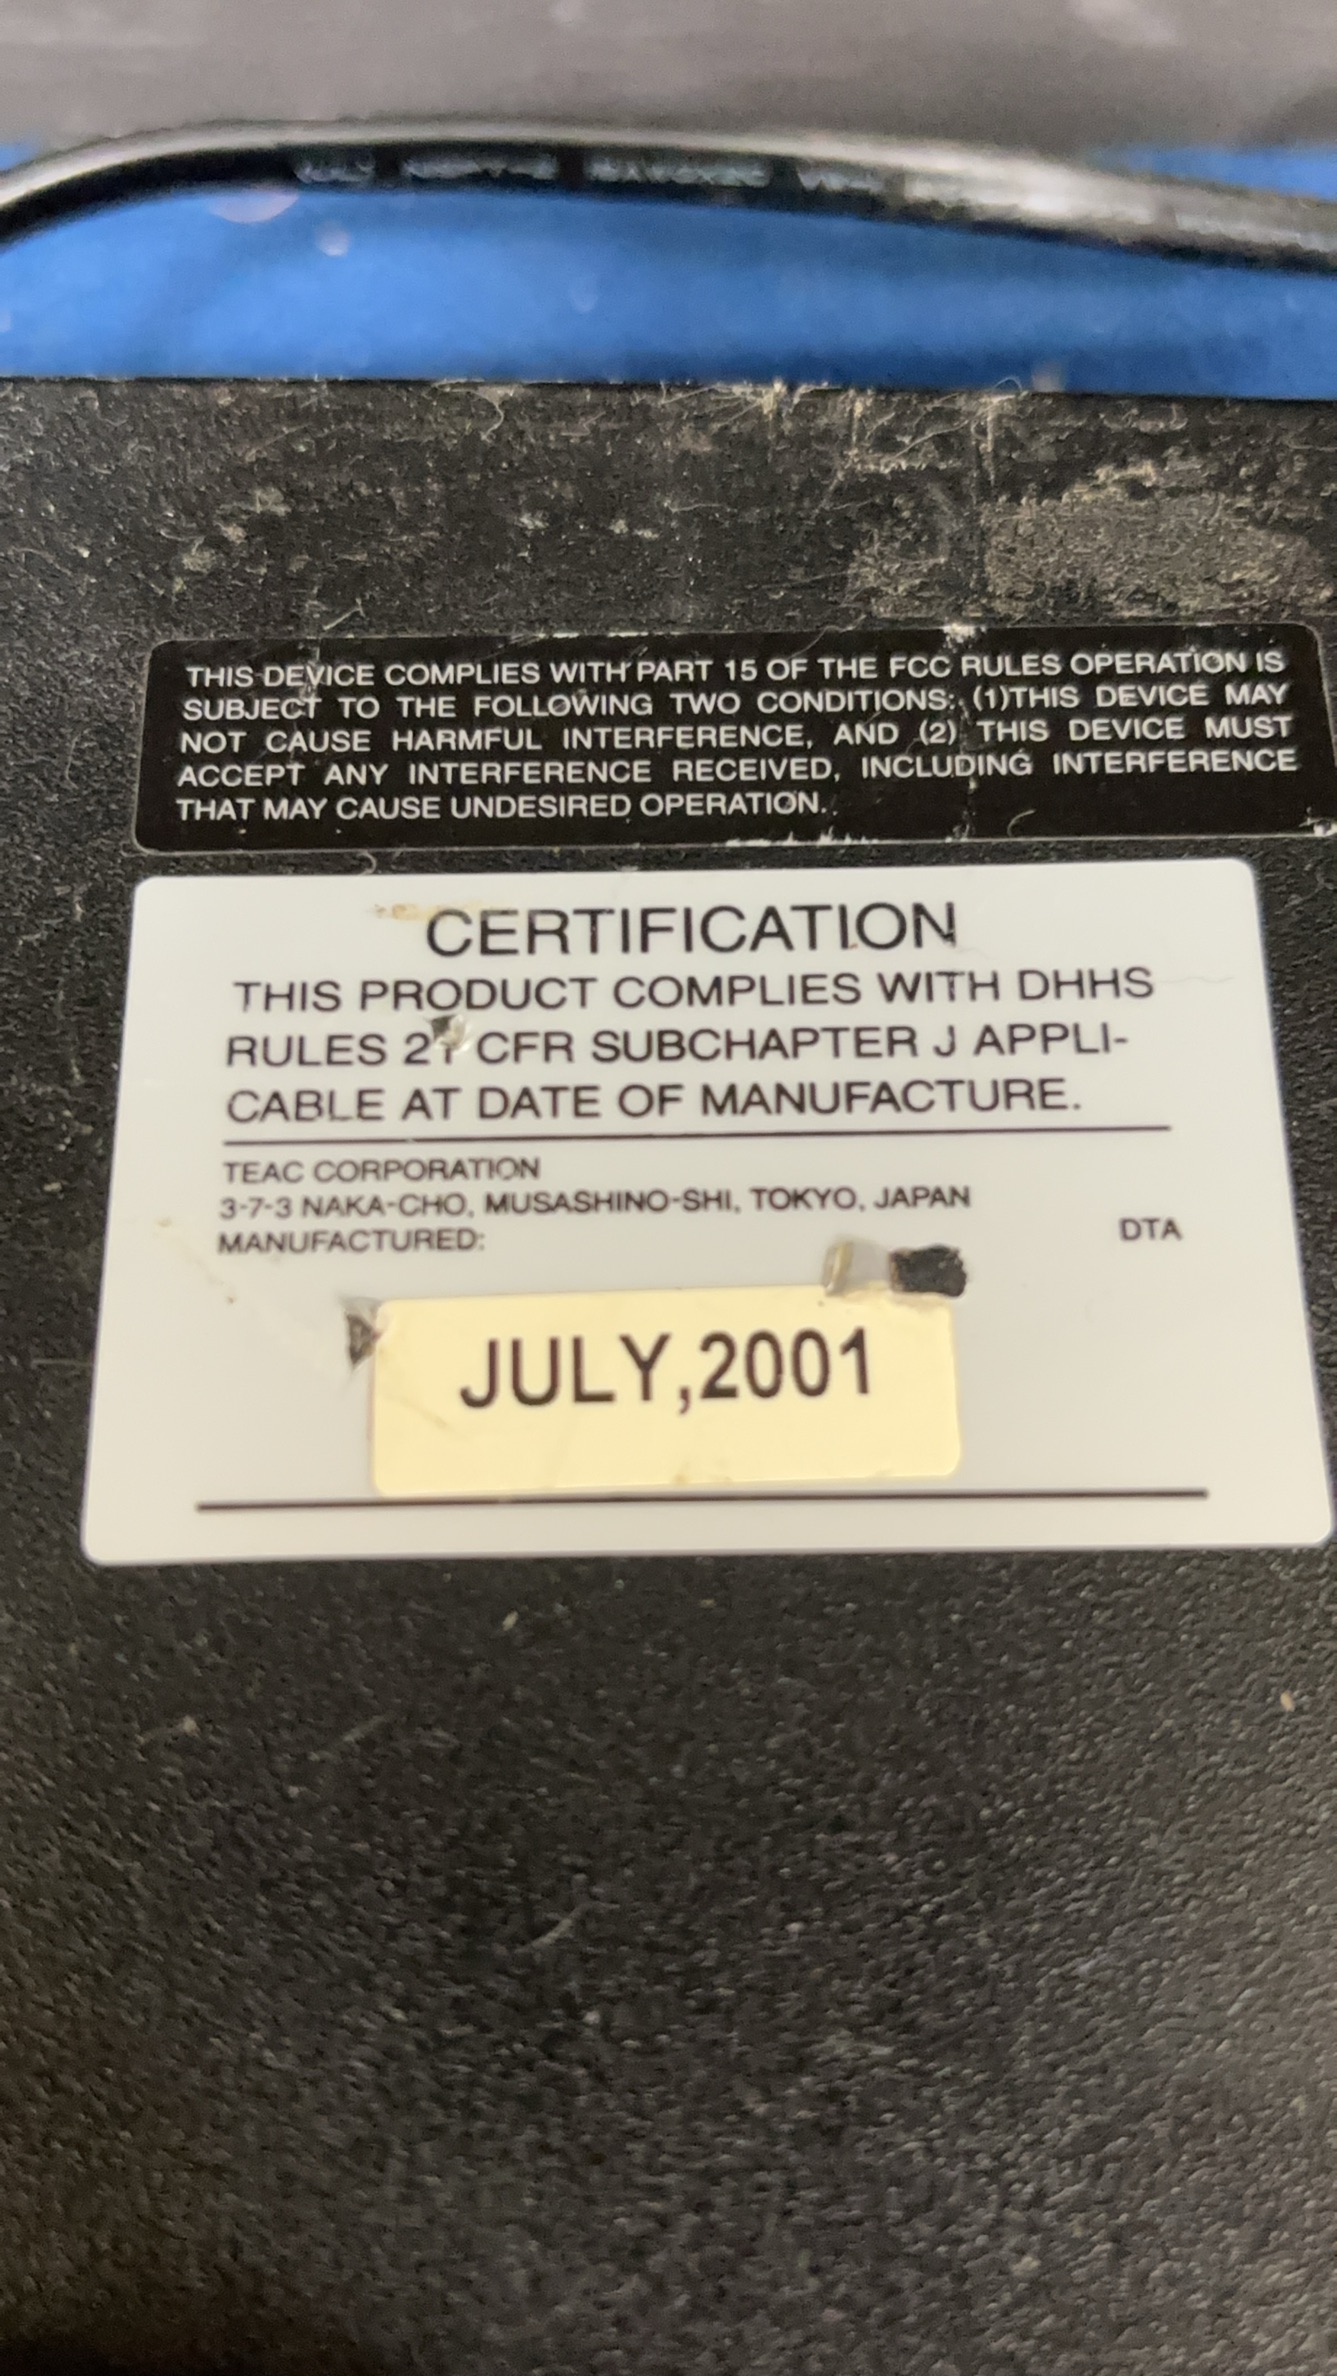 THIS DEVICE COMPLIES WITH PART 15 OF THE FCC RULES OPERATION IS
SUBJECT TO THE FOLLOWING TWO CONDITIONS: (1)THIS DEVICE MAY
NOT CAUSE HARMFUL INTERFERENCE, AND (2) THIS DEVICE MUST
ACCEPT ANY INTERFERENCE RECEIVED, INCLUDING INTERFERENCE
THAT MAY CAUSE UNDESIRED OPERATION.
CERTIFICATION
THIS PRODUCT COMPLIES WITH DHHS
RULES 21 CFR SUBCHAPTER J APPLI-
CABLE AT DATE OF MANUFACTURE.
TEAC CORPORATION
3-7-3 NAKA-CHO, MUSASHINO-SHI, TOKYO, JAPAN
MANUFACTURED:
DTA
JULY,2001